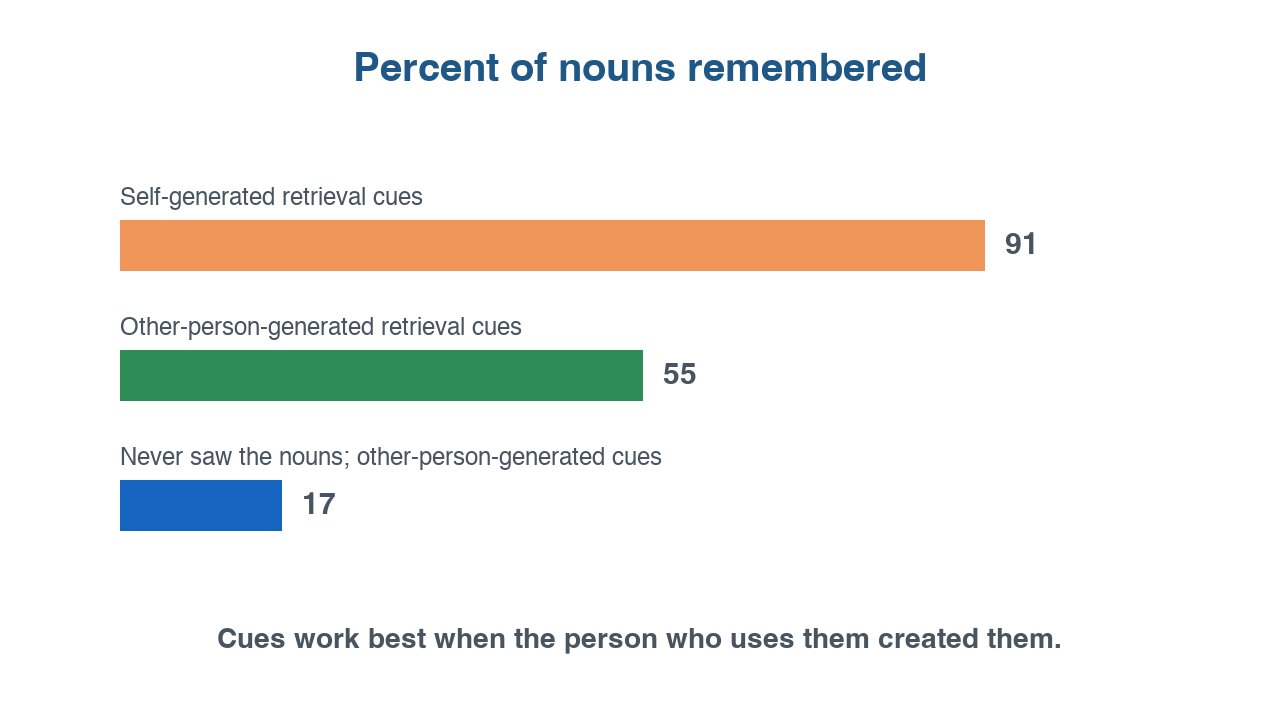 Percent of nouns remembered
Self-generated retrieval cues
91
Other-person-generated retrieval cues
55
Never saw the nouns; other-person-generated cues
17
Cues work best when the person who uses them created them.